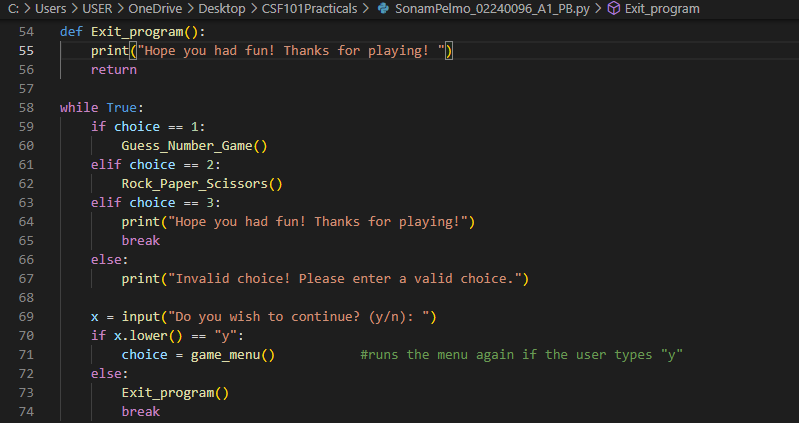 C: > Users > USER > OneDrive > Desktop > CSF101Practicals > SonamPelmo_02240096_A1_PB.py > Exit_program
54 def Exit_program():
55     print("Hope you had fun! Thanks for playing! ")
56     return
57
58 while True:
59     if choice == 1:
60         Guess_Number_Game()
61     elif choice == 2:
62         Rock_Paper_Scissors()
63     elif choice == 3:
64         print("Hope you had fun! Thanks for playing!")
65         break
66     else:
67         print("Invalid choice! Please enter a valid choice.")
68
69     x = input("Do you wish to continue? (y/n): ")
70     if x.lower() == "y":
71         choice = game_menu()           #runs the menu again if the user types "y"
72     else:
73         Exit_program()
74         break